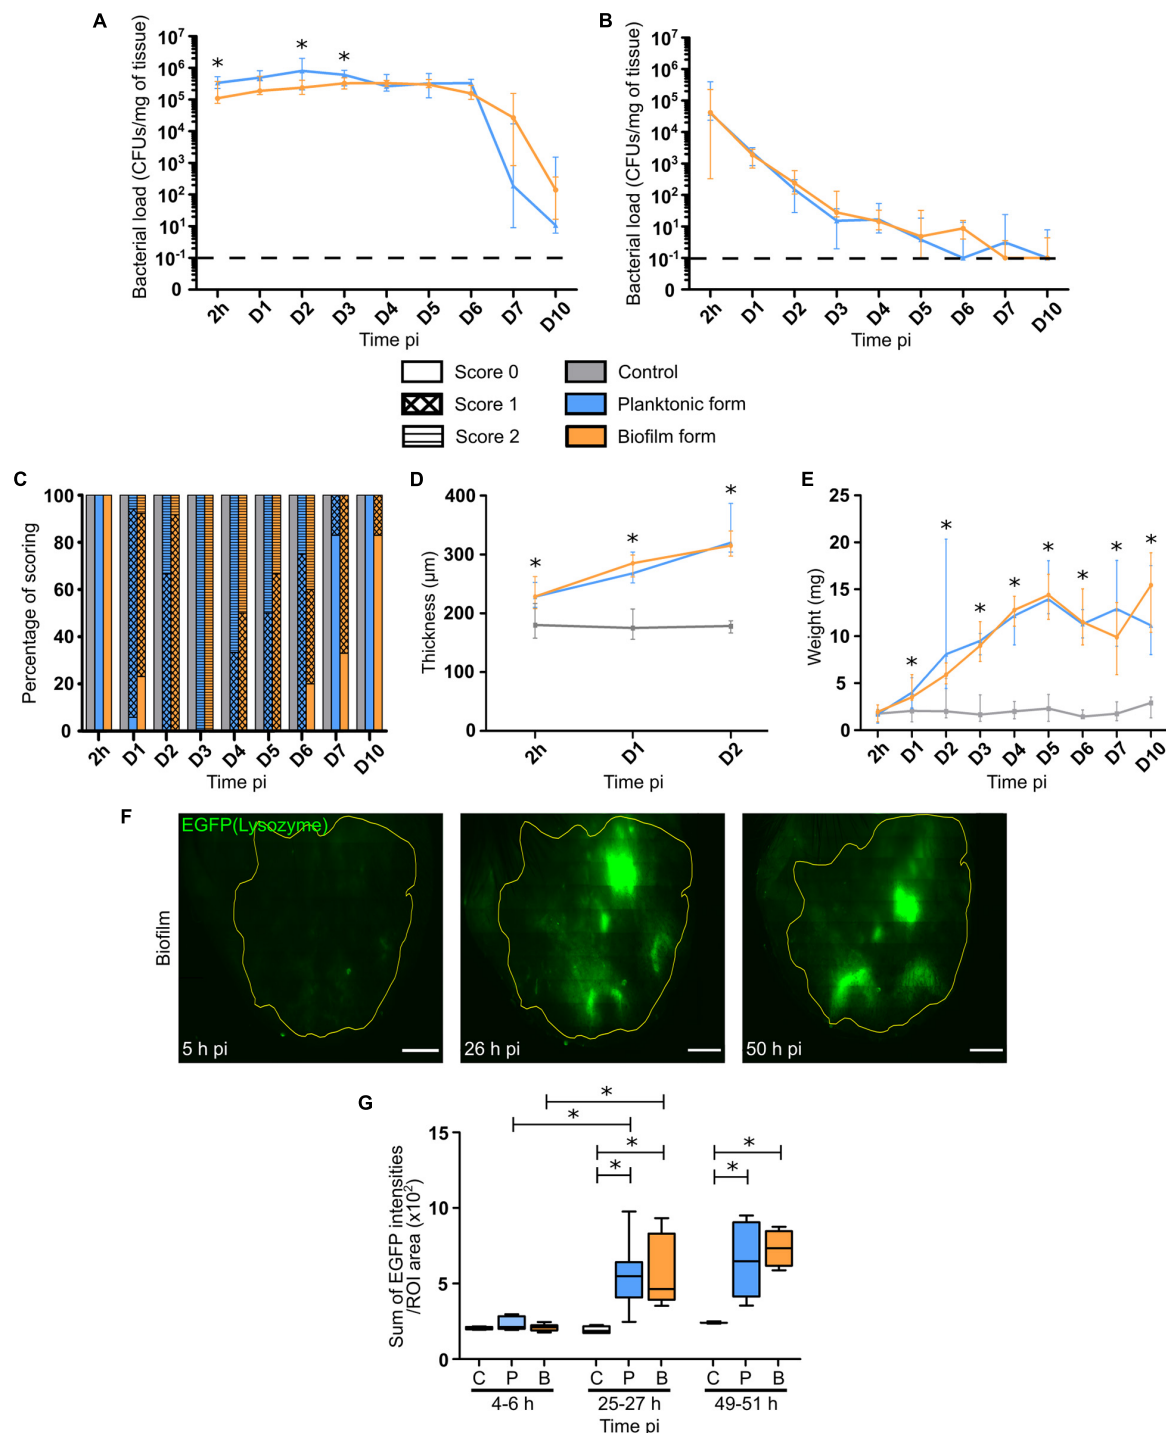 A
Bacterial load (CFUs/mg of tissue)
10⁷
10⁶
10⁵
10⁴
10³
10²
10¹
10⁻¹
0
* * *
2h D1 D2 D3 D4 D5 D6 D7 D10
Time pi
B
Bacterial load (CFUs/mg of tissue)
10⁷
10⁶
10⁵
10⁴
10³
10²
10¹
10⁻¹
0
2h D1 D2 D3 D4 D5 D6 D7 D10
Time pi
Score 0 Control
Score 1 Planktonic form
Score 2 Biofilm form
C
Percentage of scoring
100
80
60
40
20
0
2h D1 D2 D3 D4 D5 D6 D7 D10
Time pi
D
Thickness (µm)
400
300
200
100
0
* * *
2h D1 D2
Time pi
E
Weight (mg)
25
20
15
10
5
0
* * * * * * * *
2h D1 D2 D3 D4 D5 D6 D7 D10
Time pi
F
Biofilm
EGFP(Lysozyme)
5 h pi
26 h pi
50 h pi
G
Sum of EGFP intensities
/ROI area (x10²)
15
10
5
0
* * * * * *
C P B C P B C P B
4-6 h 25-27 h 49-51 h
Time pi